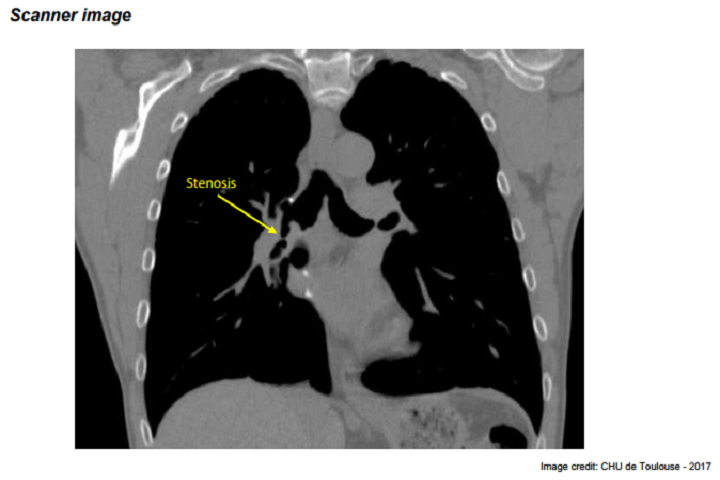 Scanner image
Stenosis
Image credit: CHU de Toulouse - 2017